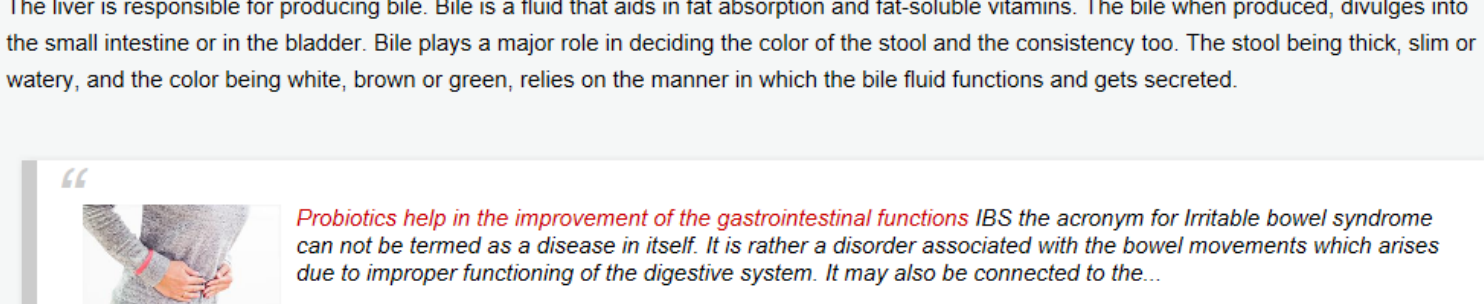 The liver is responsible for producing bile. Bile is a fluid that aids in fat absorption and fat-soluble vitamins. The bile when produced, divulges into
the small intestine or in the bladder. Bile plays a major role in deciding the color of the stool and the consistency too. The stool being thick, slim or
watery, and the color being white, brown or green, relies on the manner in which the bile fluid functions and gets secreted.
“
Probiotics help in the improvement of the gastrointestinal functions IBS the acronym for Irritable bowel syndrome
can not be termed as a disease in itself. It is rather a disorder associated with the bowel movements which arises
due to improper functioning of the digestive system. It may also be connected to the...